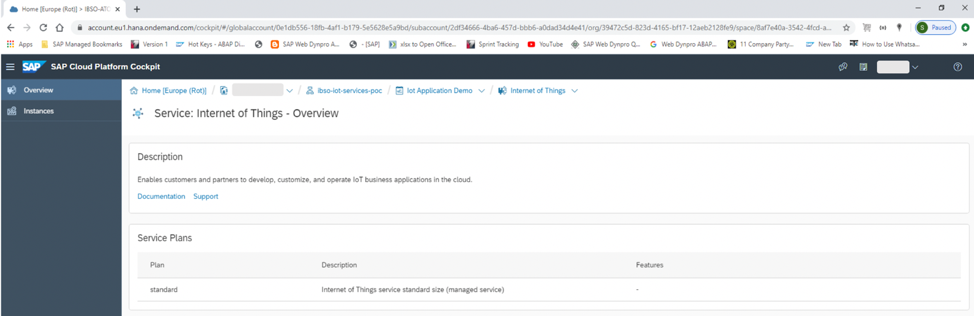 Home [Europe (Rot)] > IBSO-ATC
account.eu1.hana.ondemand.com/cockpit/#/globalaccount/0e1db556-18fb-4af1-b179-5e5628e5a9bd/subaccount/2df34666-4ba6-457d-bbb6-a0dad34d4e41/org/39472c5d-823d-4165-bf17-12aeb2128fe9/space/8af7e40a-3542-4fcd-a... S Paused
Apps SAP Managed Bookmarks Version 1 Hot Keys - ABAP Di... SAP Web Dynpro A... - [SAP] xlsx to Open Office... Sprint Tracking YouTube SAP Web Dynpro Q... Web Dynpro ABAP... 11 Company Party... New Tab How to Use Whatsa... »
SAP SAP Cloud Platform Cockpit
Overview
Instances
Home [Europe (Rot)] / / ibso-iot-services-poc / Iot Application Demo / Internet of Things
Service: Internet of Things - Overview
Description
Enables customers and partners to develop, customize, and operate IoT business applications in the cloud.
Documentation Support
Service Plans
Plan Description Features
standard Internet of Things service standard size (managed service) -